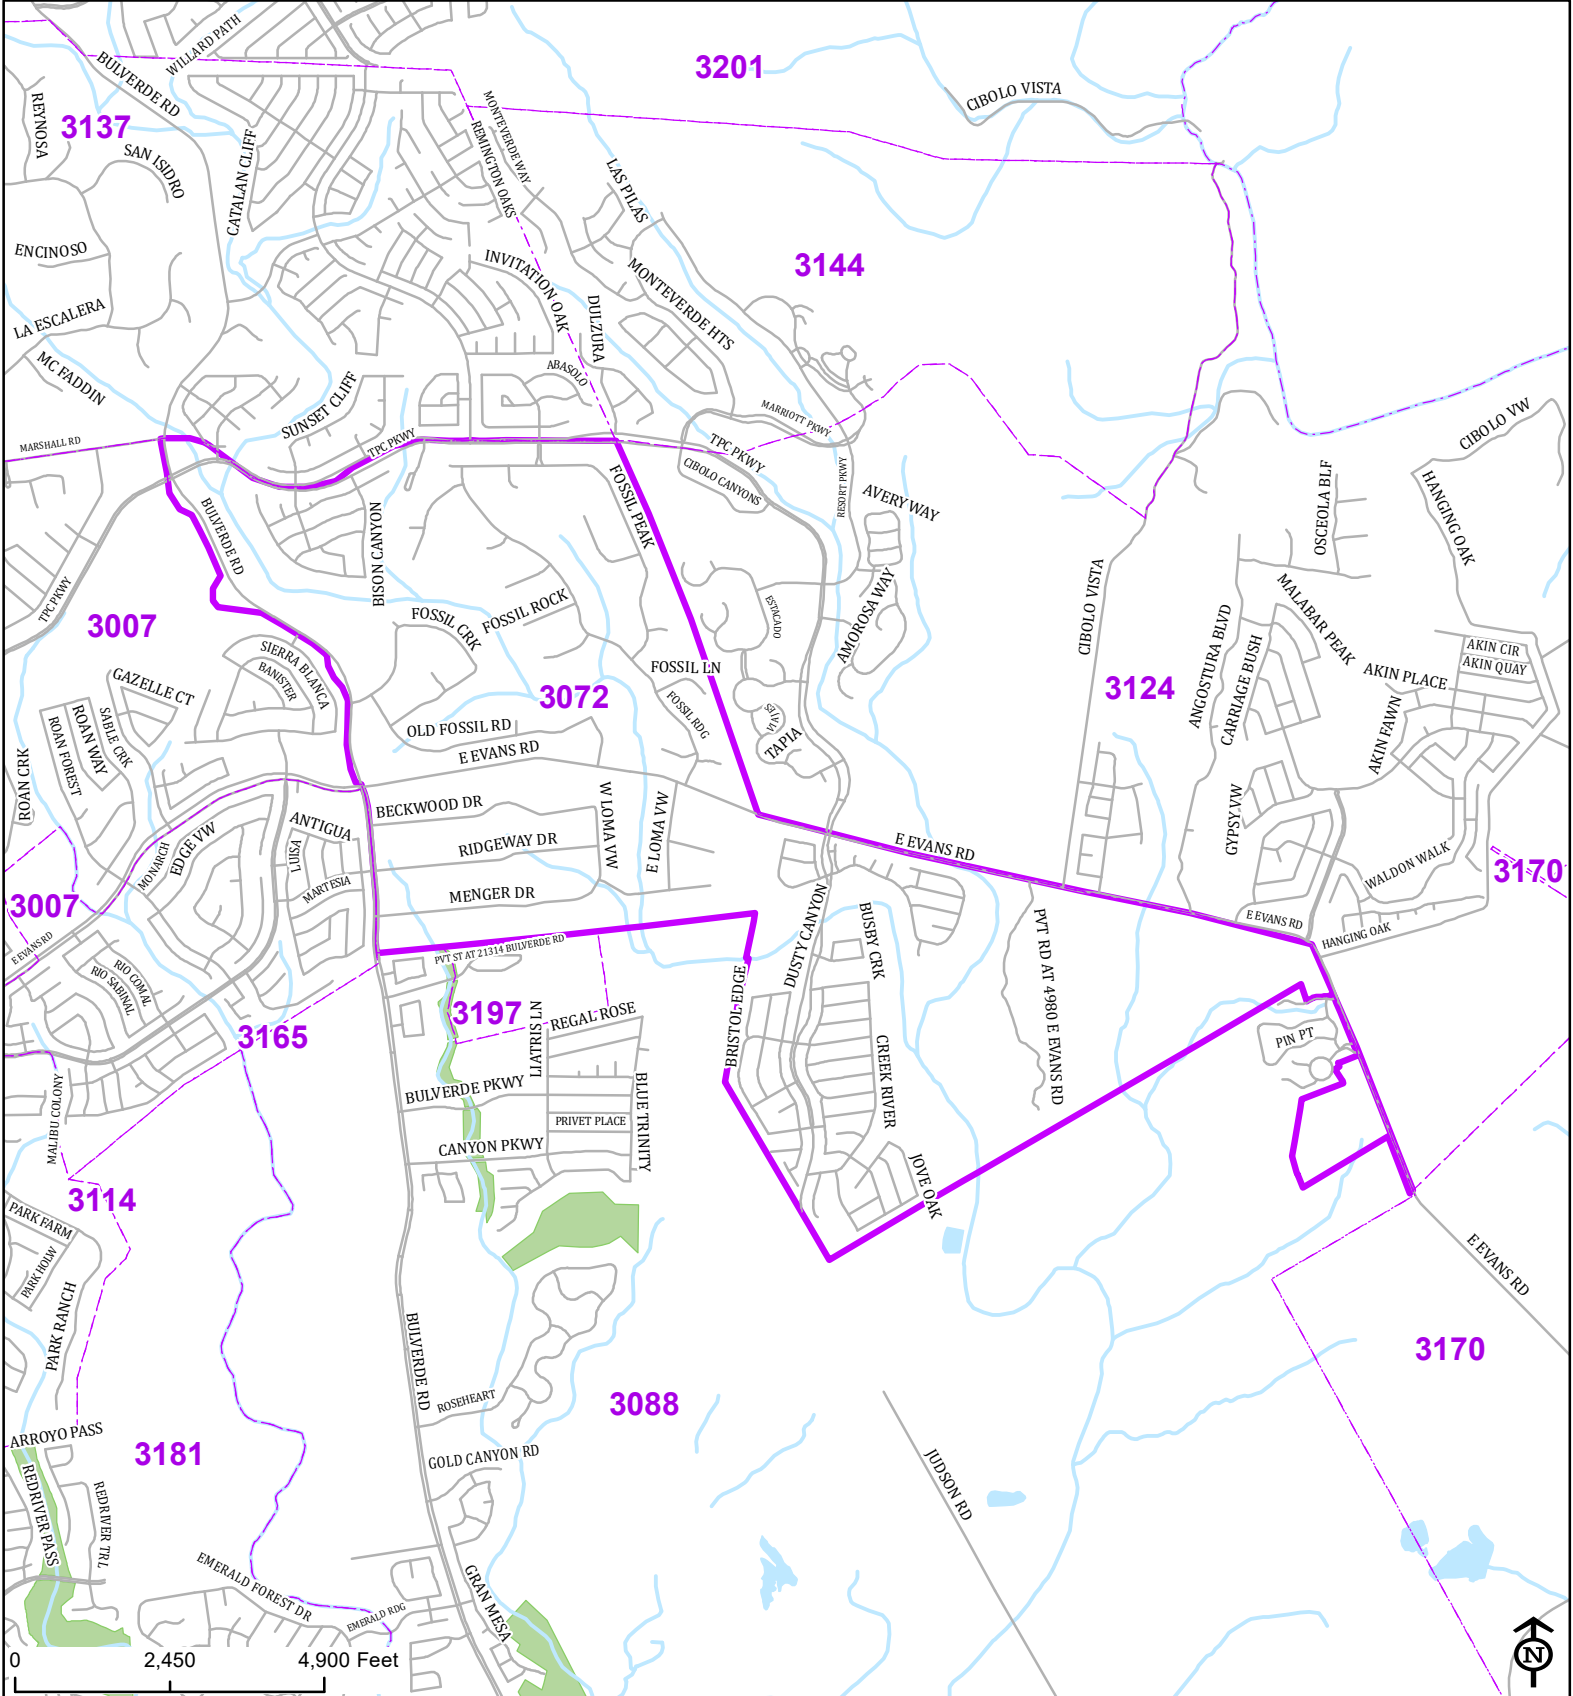 3201
WILLARD PATH
BULVERDE RD
CIBOLO VISTA
REYNOSA
3137
MONTEVERDE WAY
REMINGTON OAKS
SAN ISIDRO
CATALAN CLIFF
LAS PILAS
ENCINOSO
INVITATION OAK
3144
MONTEVERDE HTS
LA ESCALERA
DULZURA
MC FADDIN
ABASOLO
SUNSET CLIFF
MARRIOTT PKWY
CIBOLO VW
MARSHALL RD
TPC PKWY
TPC PKWY
CIBOLO CANYONS
RESORT PKWY
FOSSIL PEAK
AVERY WAY
OSCEOLA BLF
HANGING OAK
BULVERDE RD
BISON CANYON
TPC PKWY
3007
FOSSIL CRK
FOSSIL ROCK
ESTACADO
AMOROSA WAY
CIBOLO VISTA
MALABAR PEAK
ANGOSTURA BLVD
CARRIAGE BUSH
AKIN CIR
AKIN QUAY
SIERRA BLANCA
BANISTER
FOSSIL LN
AKIN PLACE
GAZELLE CT
3072
3124
FOSSIL RDG
ROAN FOREST
ROAN WAY
SABLE CRK
OLD FOSSIL RD
E EVANS RD
VIA VES
TAPIA
AKIN FAWN
ROAN CRK
BECKWOOD DR
W LOMA VW
E LOMA VW
GYPSY VW
ANTIGUA
LUISA
MONARCH
EDGE VW
RIDGEWAY DR
E EVANS RD
WALDON WALK
3170
MARTESIA
MENGER DR
3007
E EVANS RD
DUSTY CANYON
BUSBY CRK
PVT RD AT 4980 E EVANS RD
E EVANS RD
HANGING OAK
PVT ST AT 21314 BULVERDE RD
RIO COMAL
RIO SABINAL
BRISTOL EDGE
3197
LIATRIS LN
REGAL ROSE
3165
PIN PT
CREEK RIVER
MALIBU COLONY
BULVERDE PKWY
BLUE TRINITY
PRIVET PLACE
CANYON PKWY
JOVE OAK
3114
PARK FARM
PARK HOLW
PARK RANCH
E EVANS RD
BULVERDE RD
3170
ROSEHEART
3088
ARROYO PASS
3181
GOLD CANYON RD
JUDSON RD
REDRIVER PASS
REDRIVER TRL
EMERALD FOREST DR
EMERALD RDG
GRAN MESA
0 2,450 4,900 Feet
N